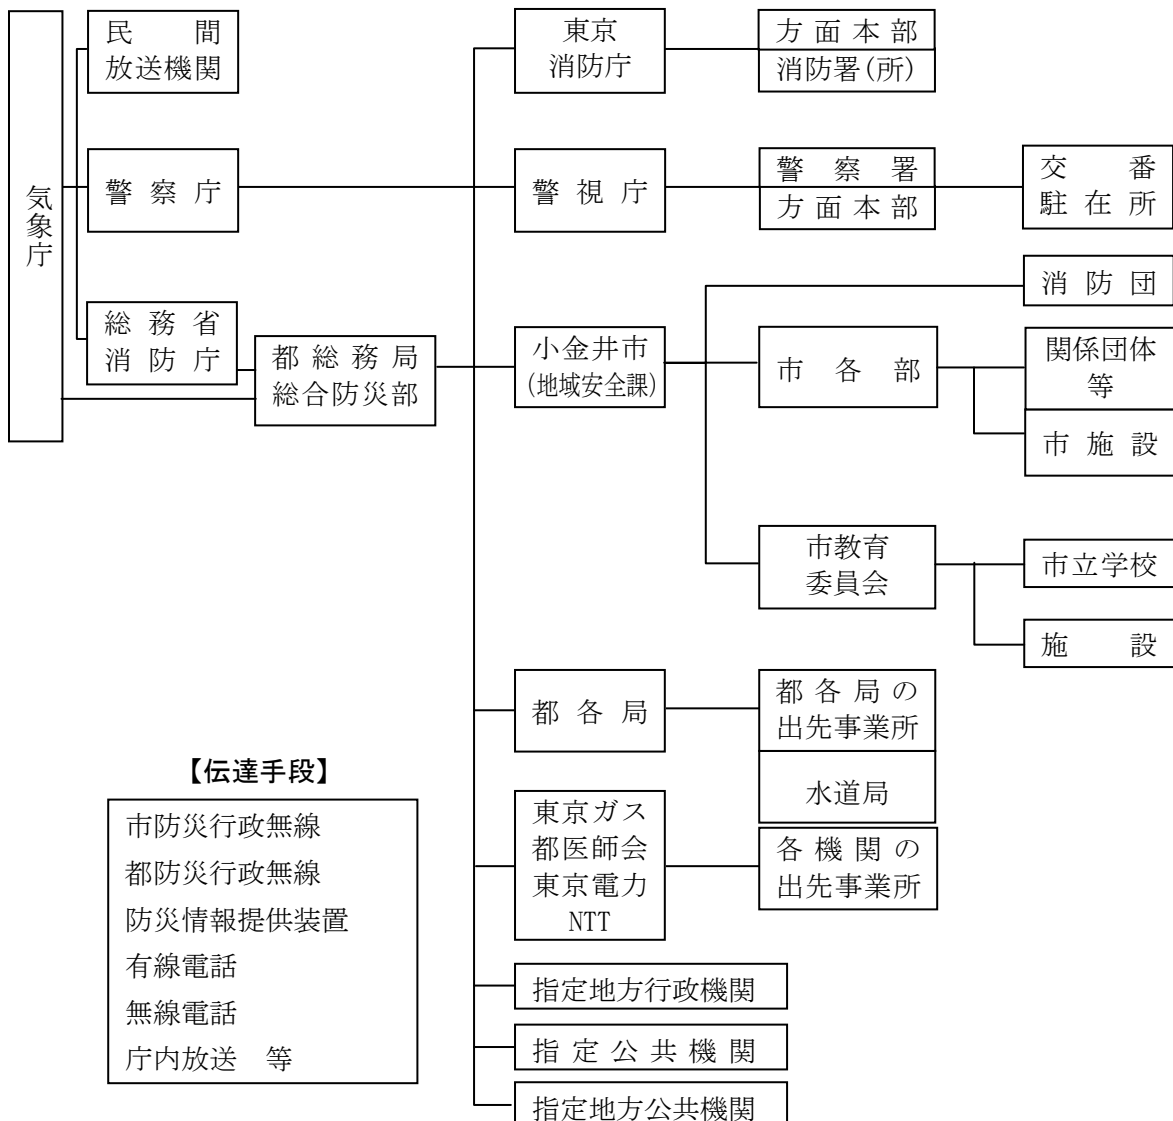 気象庁
民間
放送機関
警察庁
総務省
消防庁
都総務局
総合防災部
東京
消防庁
方面本部
消防署(所)
警視庁
警察署
方面本部
交番
駐在所
小金井市
(地域安全課)
消防団
市各部
関係団体
等
市施設
市教育
委員会
市立学校
施設
都各局
都各局の
出先事業所
水道局
東京ガス
都医師会
東京電力
NTT
各機関の
出先事業所
指定地方行政機関
指定公共機関
指定地方公共機関
【伝達手段】
市防災行政無線
都防災行政無線
防災情報提供装置
有線電話
無線電話
庁内放送 等